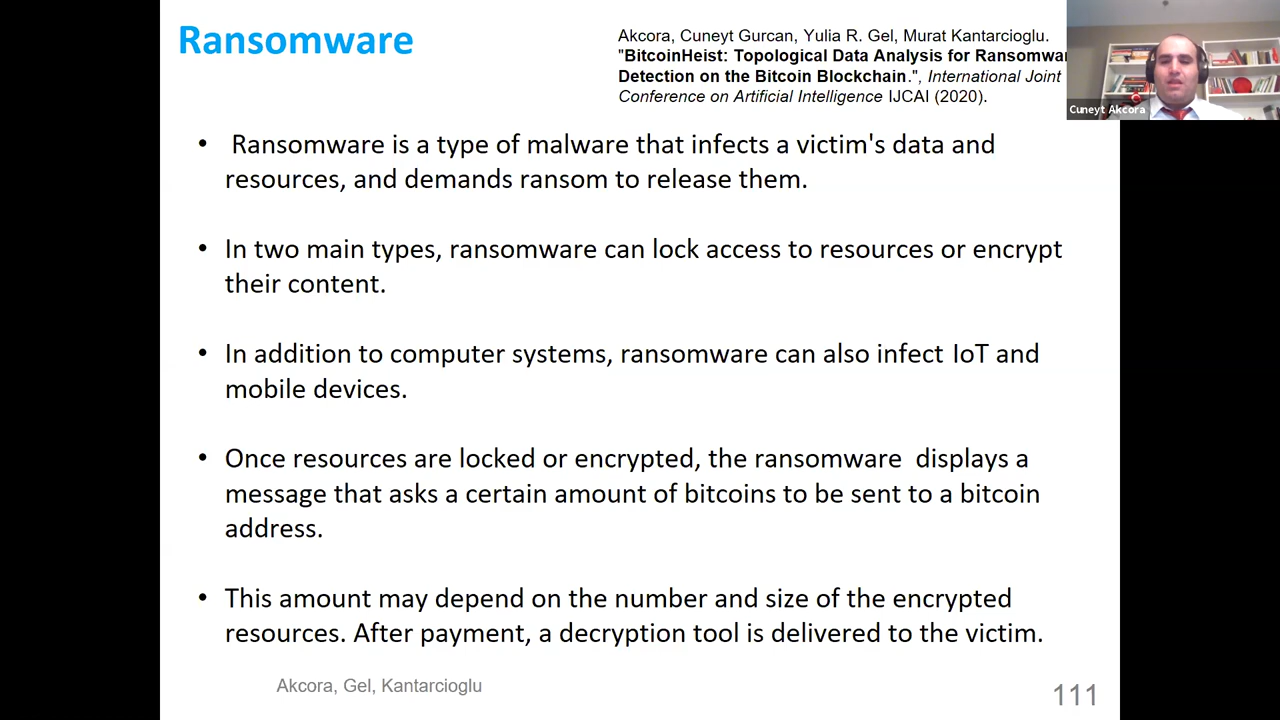 Ransomware
Akcora, Cuneyt Gurcan, Yulia R. Gel, Murat Kantarcioglu.
"BitcoinHeist: Topological Data Analysis for
Detection on the Bitcoin Blockchain.", International Joint
Conference on Artificial Intelligence IJCAI (2020).
Cuneyt Akcora
• Ransomware is a type of malware that infects a victim's data and
resources, and demands ransom to release them.
• In two main types, ransomware can lock access to resources or encrypt
their content.
• In addition to computer systems, ransomware can also infect IoT and
mobile devices.
• Once resources are locked or encrypted, the ransomware displays a
message that asks a certain amount of bitcoins to be sent to a bitcoin
address.
• This amount may depend on the number and size of the encrypted
resources. After payment, a decryption tool is delivered to the victim.
Akcora, Gel, Kantarcioglu
111